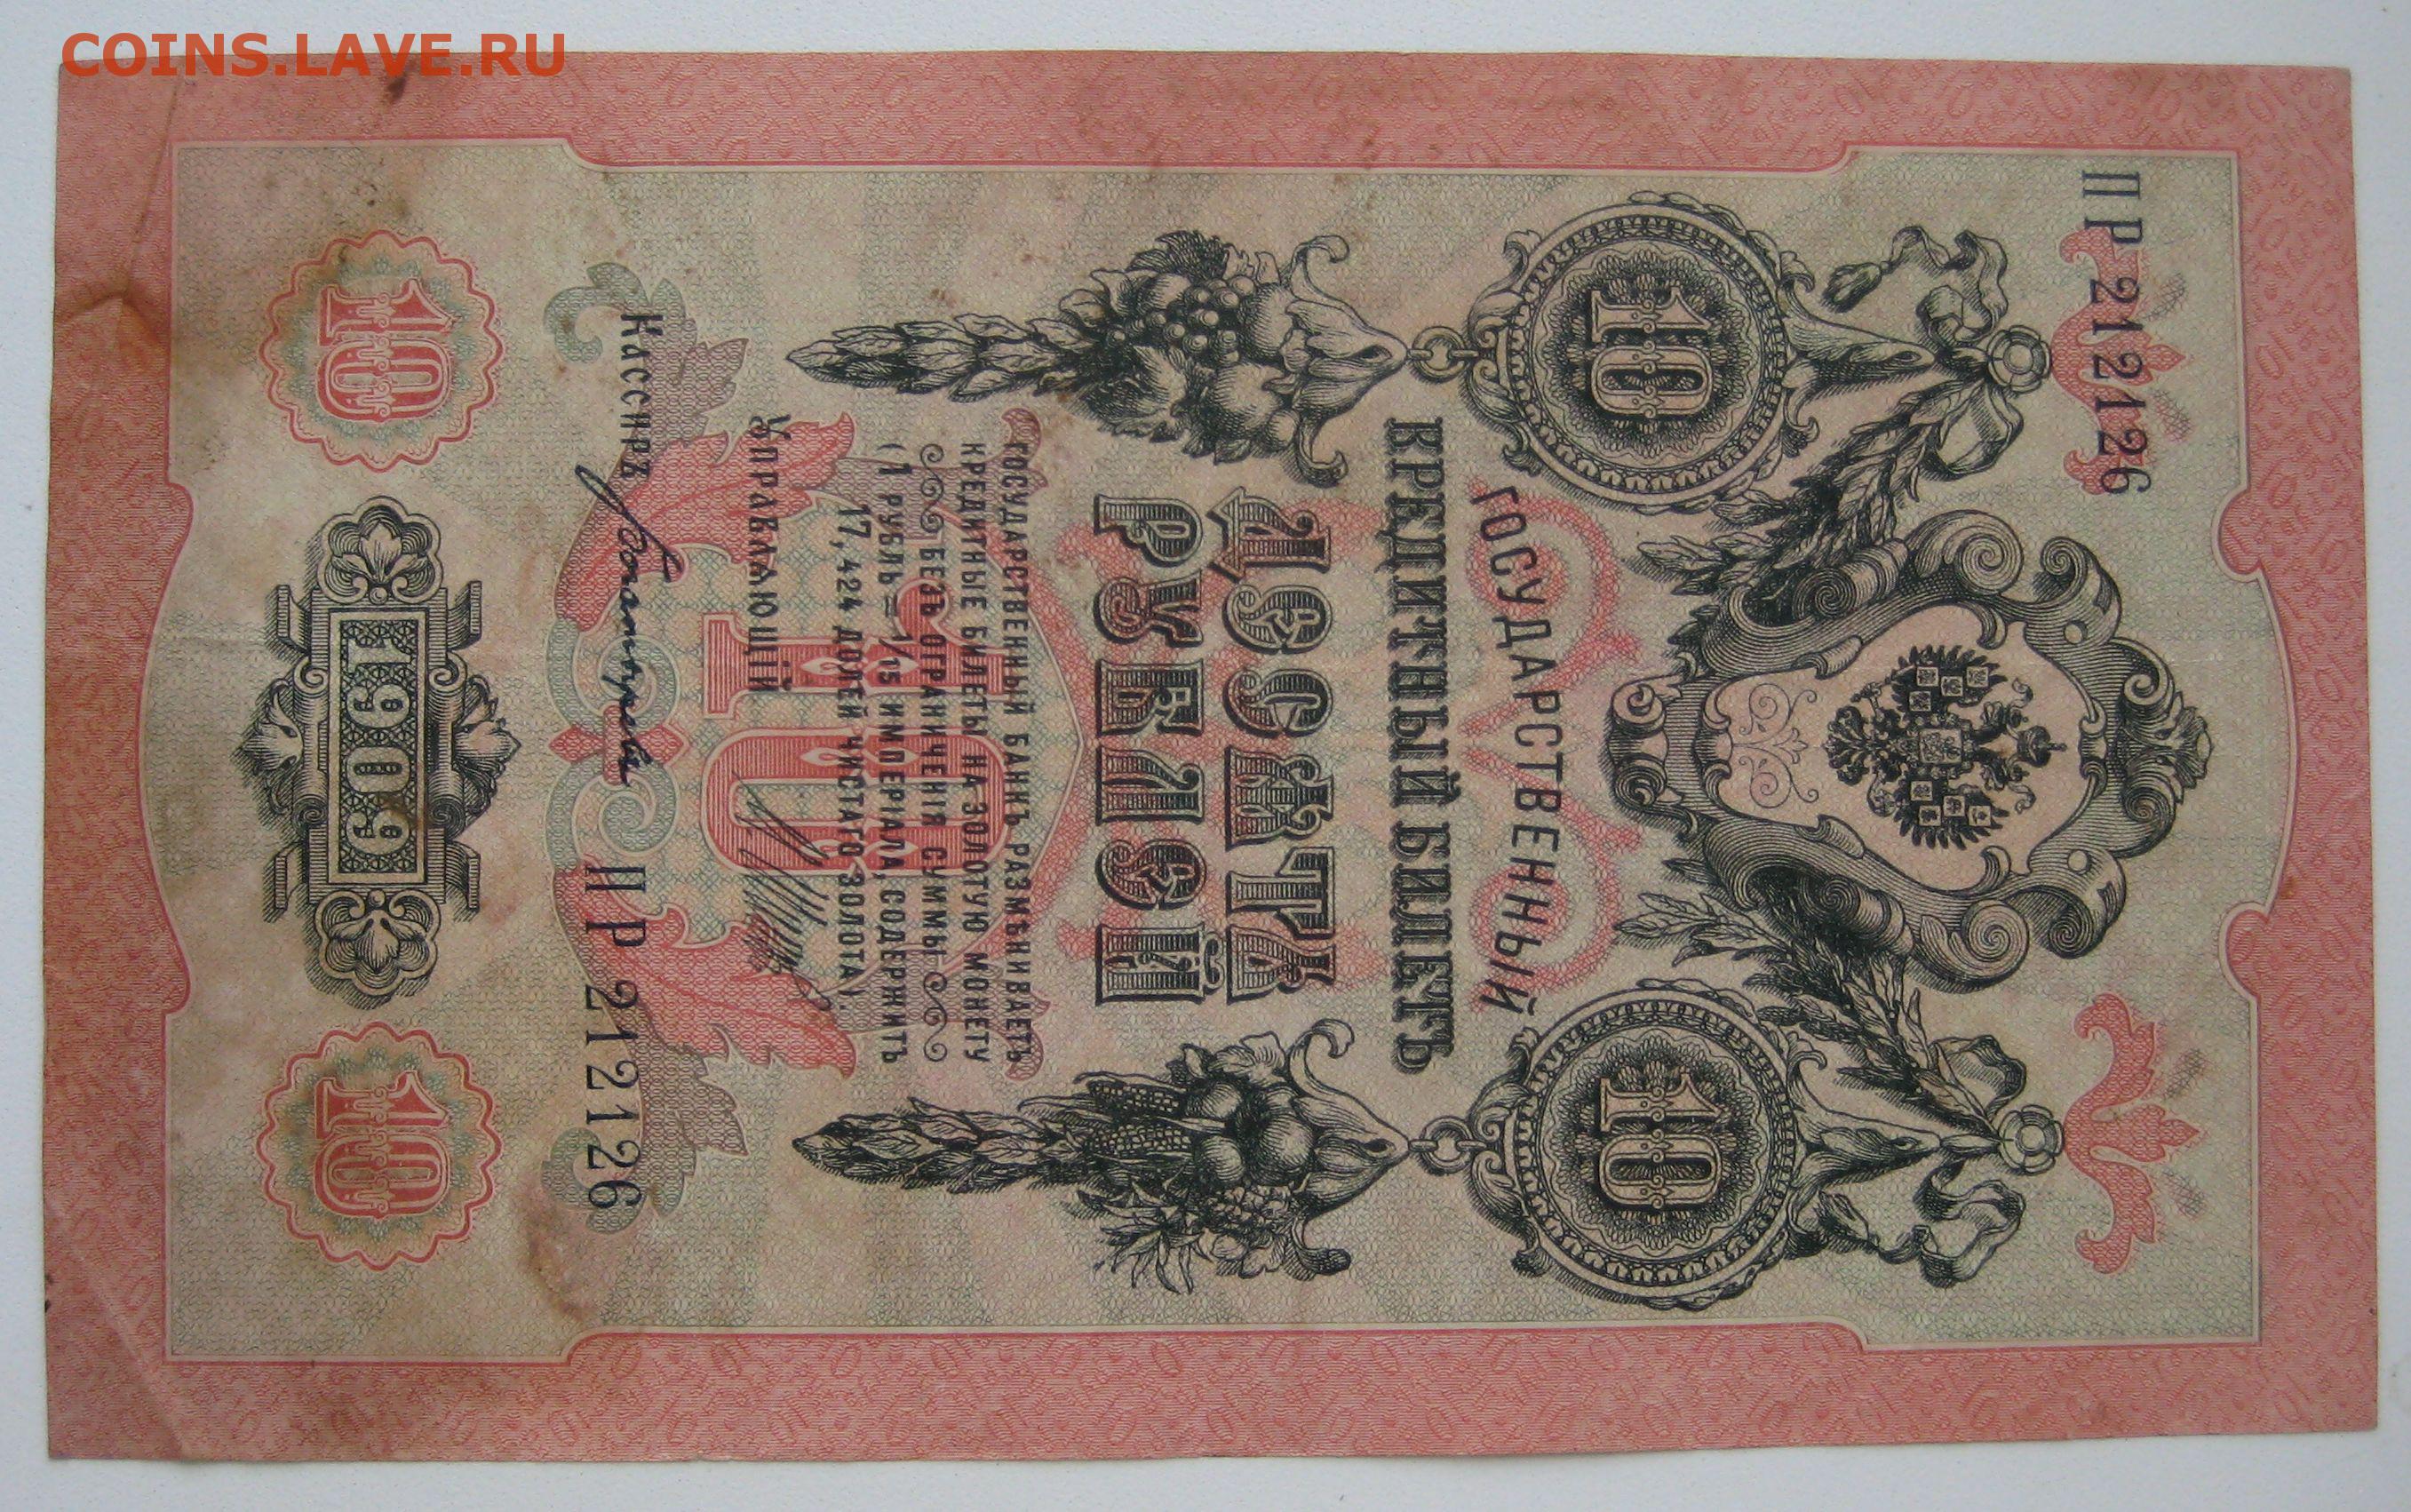 COINS.LAVE.RU
ПР 212126
10 10
ГОСУДАРСТВЕННЫЙ
КРЕДИТНЫЙ БИЛЕТЪ
ДЕСЯТЬ
РУБЛЕЙ
ГОСУДАРСТВЕННЫЙ БАНКЪ РАЗМѢНИВАЕТЪ
КРЕДИТНЫЕ БИЛЕТЫ НА ЗОЛОТУЮ МОНЕТУ
БЕЗЪ ОГРАНИЧЕНІЯ СУММЫ
(1 РУБЛЬ = 1/15 ИМПЕРІАЛА, СОДЕРЖИТЪ
17,424 ДОЛЕЙ ЧИСТАГО ЗОЛОТА).
10
Управляющій
Кассиръ
ПР 212126
10 1909 10